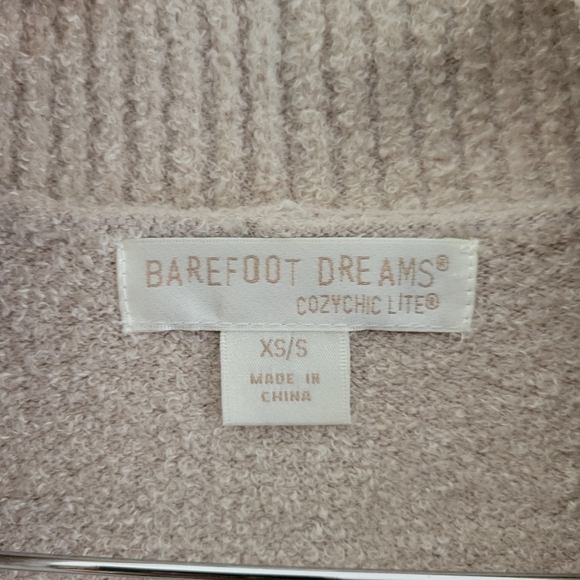 BAREFOOT DREAMS®
COZYCHIC LITE®
XS/S
MADE IN
CHINA